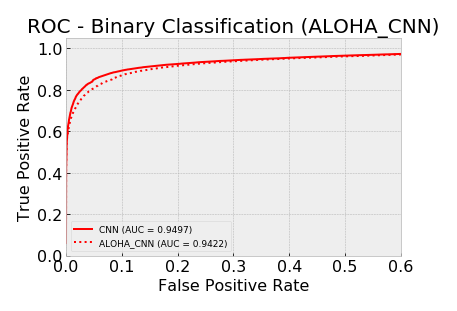 ROC - Binary Classification (ALOHA_CNN)
1.0
0.8
0.6
0.4
0.2
0.0
True Positive Rate
CNN (AUC = 0.9497)
ALOHA_CNN (AUC = 0.9422)
0.0 0.1 0.2 0.3 0.4 0.5 0.6
False Positive Rate